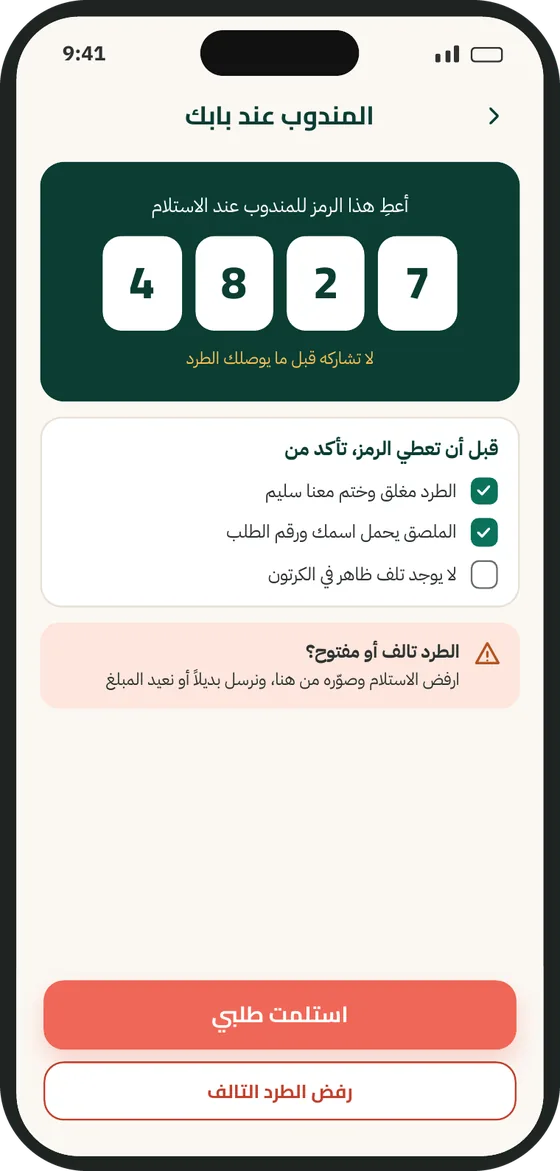 9:41
المندوب عند بابك
أعطِ هذا الرمز للمندوب عند الاستلام
4 8 2 7
لا تشاركه قبل ما يوصلك الطرد
قبل أن تعطي الرمز، تأكد من
الطرد مغلق وختم معنا سليم
الملصق يحمل اسمك ورقم الطلب
لا يوجد تلف ظاهر في الكرتون
الطرد تالف أو مفتوح؟
ارفض الاستلام وصوّره من هنا، ونرسل بديلاً أو نعيد المبلغ
استلمت طلبي
رفض الطرد التالف